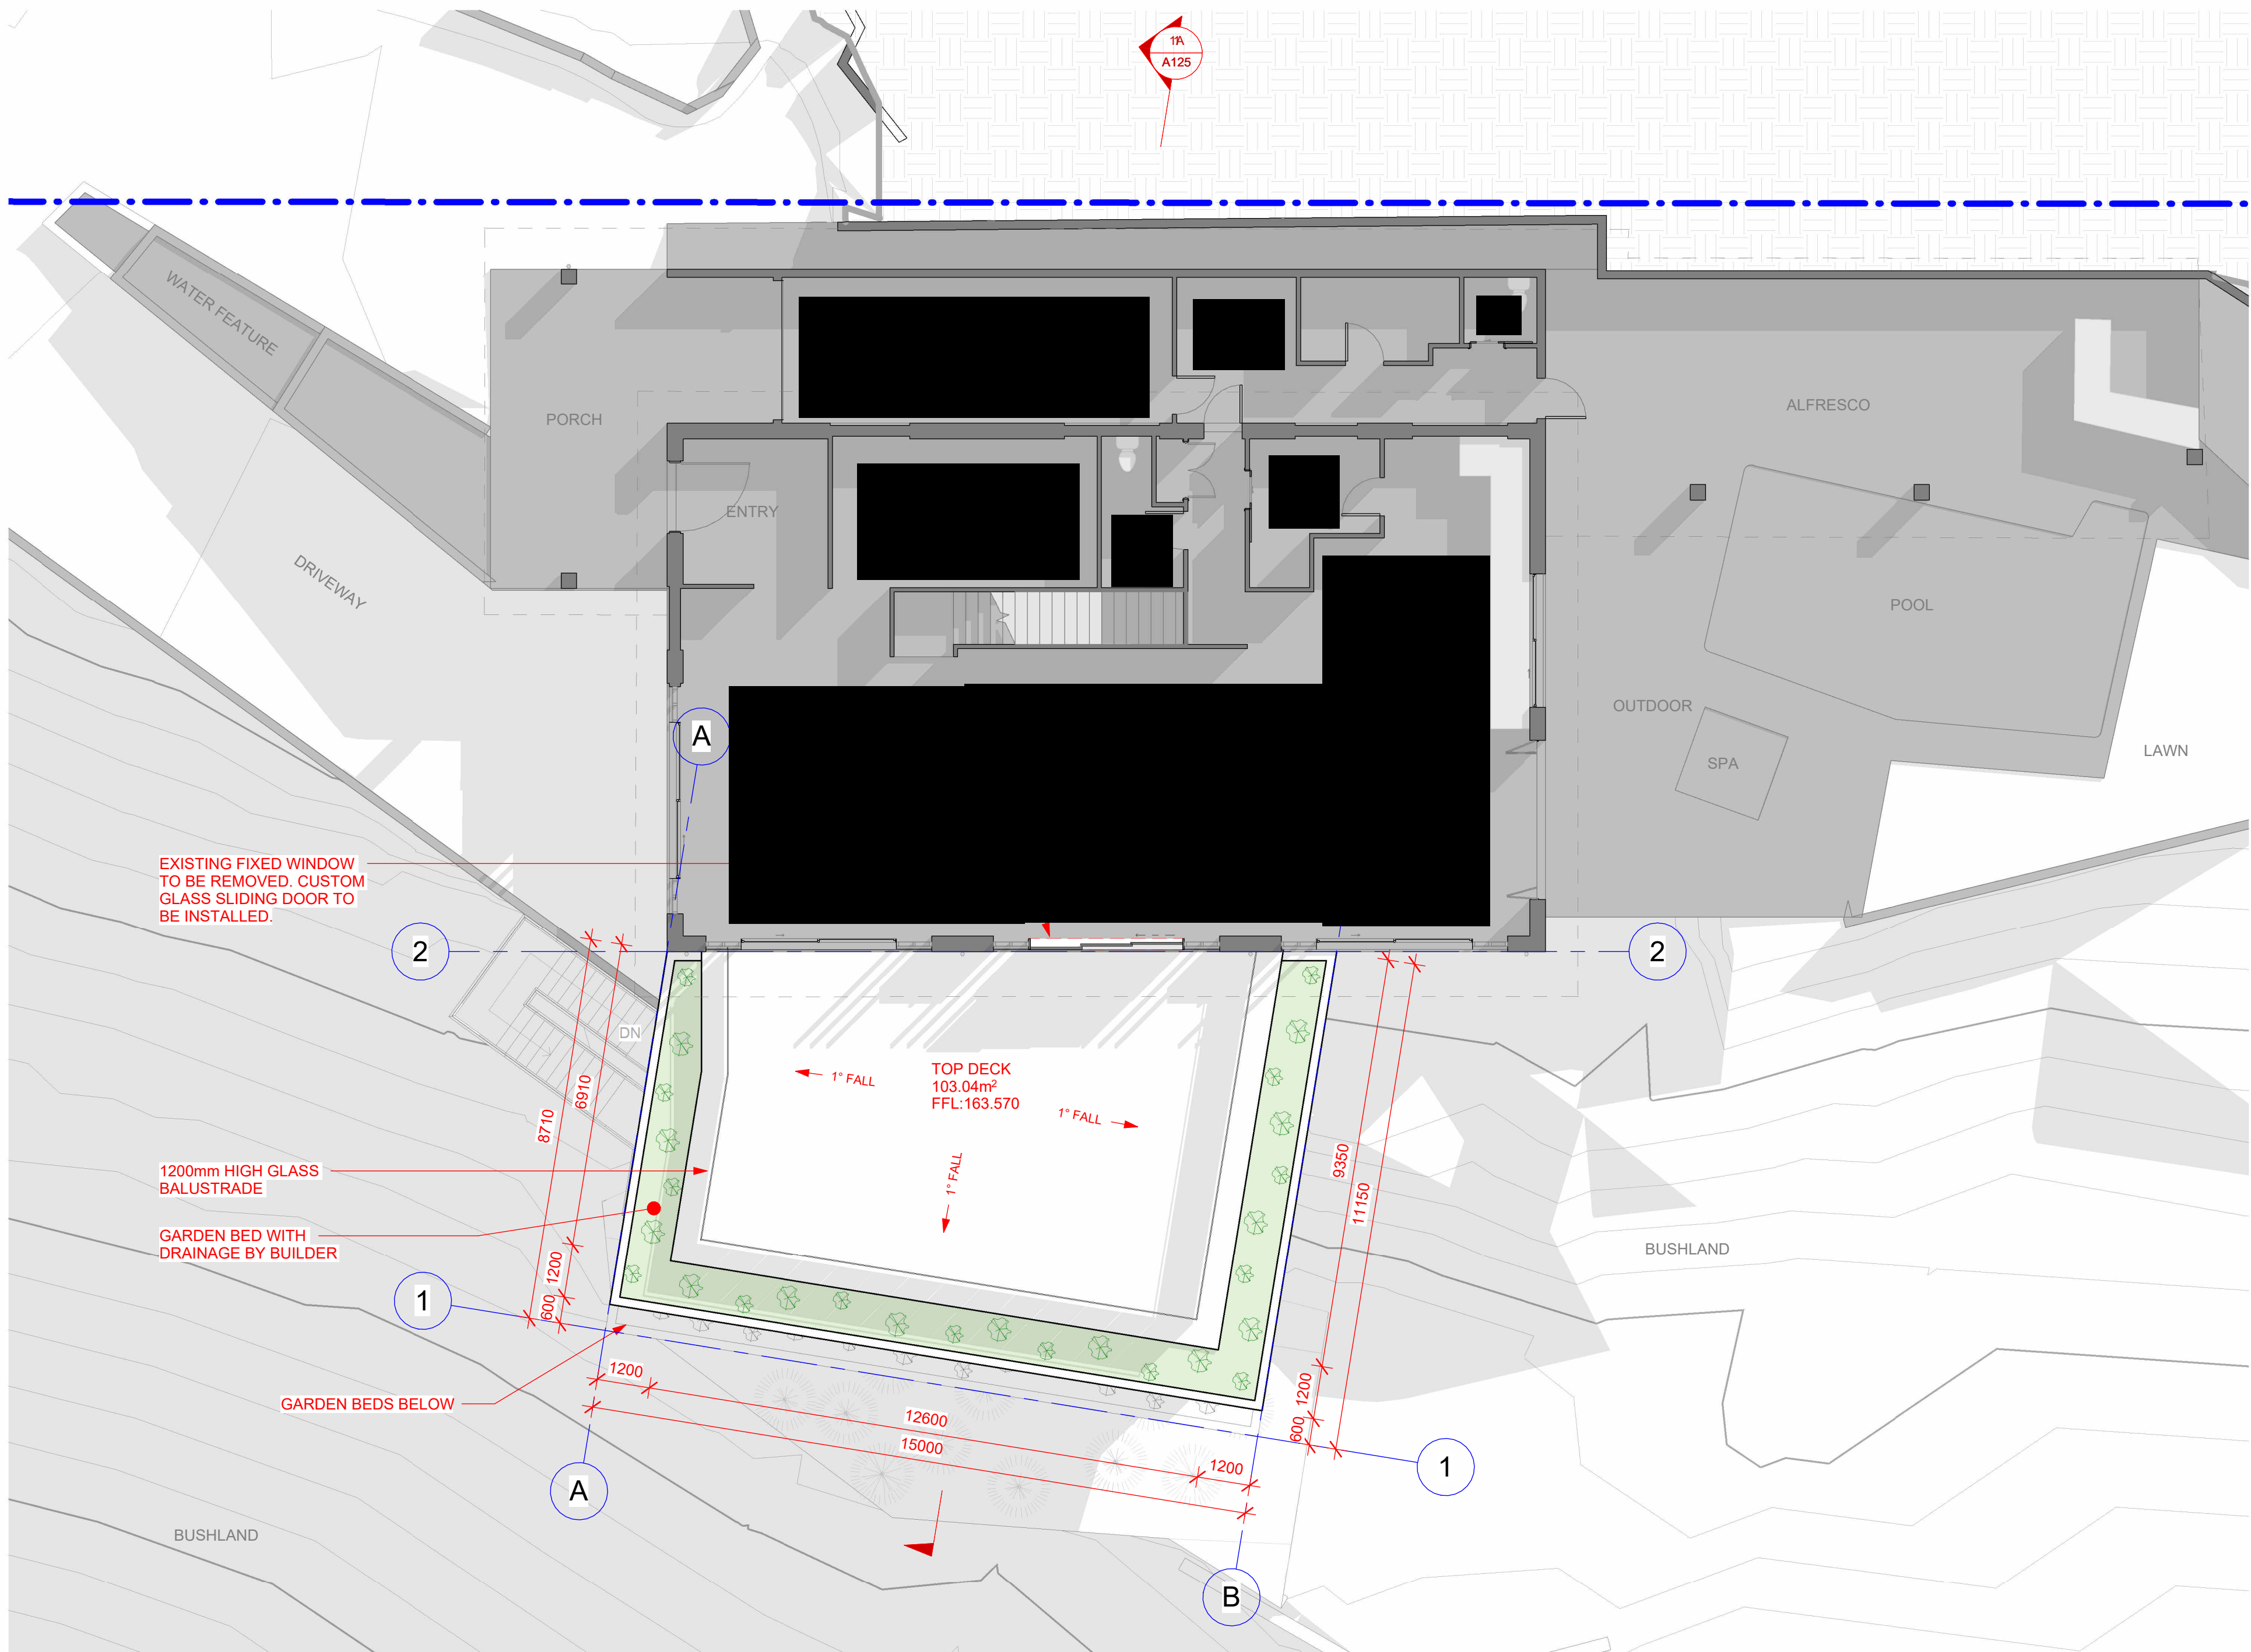 11A
A125
WATER FEATURE
PORCH
ALFRESCO
ENTRY
DRIVEWAY
POOL
OUTDOOR
SPA
LAWN
A
EXISTING FIXED WINDOW
TO BE REMOVED. CUSTOM
GLASS SLIDING DOOR TO
BE INSTALLED.
2
2
DN
TOP DECK
103.04m²
FFL:163.570
1° FALL
1° FALL
1° FALL
6910
8710
9350
11150
1200mm HIGH GLASS
BALUSTRADE
GARDEN BED WITH
DRAINAGE BY BUILDER
BUSHLAND
1200
600
1
GARDEN BEDS BELOW
1200
12600
15000
1200
1200
600
1
A
B
BUSHLAND